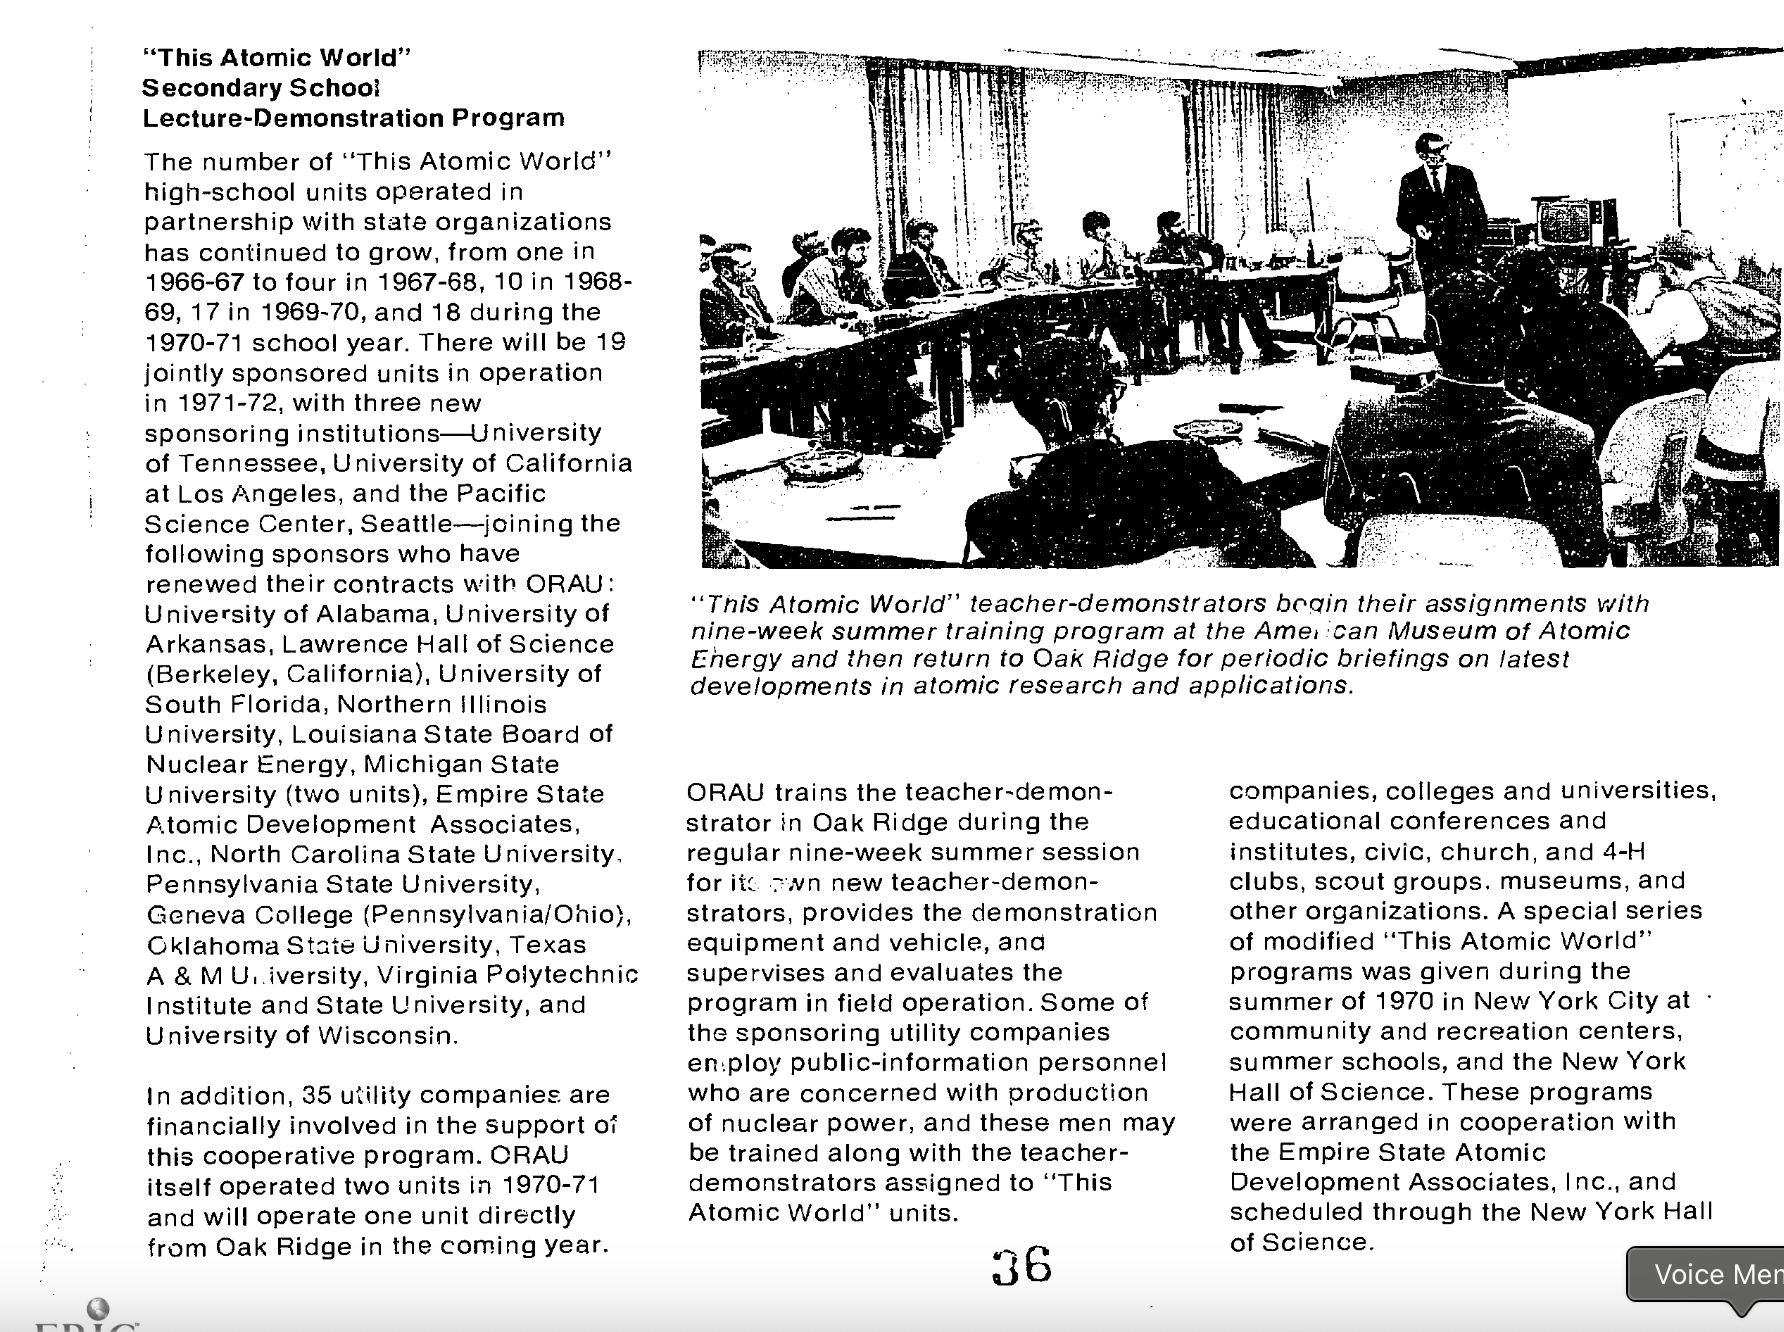 “This Atomic World”
Secondary School
Lecture-Demonstration Program
The number of “This Atomic World”
high-school units operated in
partnership with state organizations
has continued to grow, from one in
1966-67 to four in 1967-68, 10 in 1968-
69, 17 in 1969-70, and 18 during the
1970-71 school year. There will be 19
jointly sponsored units in operation
in 1971-72, with three new
sponsoring institutions—University
of Tennessee, University of California
at Los Angeles, and the Pacific
Science Center, Seattle—joining the
following sponsors who have
renewed their contracts with ORAU:
University of Alabama, University of
Arkansas, Lawrence Hall of Science
(Berkeley, California), University of
South Florida, Northern Illinois
University, Louisiana State Board of
Nuclear Energy, Michigan State
University (two units), Empire State
Atomic Development Associates,
Inc., North Carolina State University,
Pennsylvania State University,
Geneva College (Pennsylvania/Ohio),
Oklahoma State University, Texas
A & M University, Virginia Polytechnic
Institute and State University, and
University of Wisconsin.
In addition, 35 utility companies are
financially involved in the support of
this cooperative program. ORAU
itself operated two units in 1970-71
and will operate one unit directly
from Oak Ridge in the coming year.
“This Atomic World” teacher-demonstrators begin their assignments with
nine-week summer training program at the American Museum of Atomic
Energy and then return to Oak Ridge for periodic briefings on latest
developments in atomic research and applications.
ORAU trains the teacher-demon-
strator in Oak Ridge during the
regular nine-week summer session
for its own new teacher-demon-
strators, provides the demonstration
equipment and vehicle, and
supervises and evaluates the
program in field operation. Some of
the sponsoring utility companies
employ public-information personnel
who are concerned with production
of nuclear power, and these men may
be trained along with the teacher-
demonstrators assigned to “This
Atomic World” units.
companies, colleges and universities,
educational conferences and
institutes, civic, church, and 4-H
clubs, scout groups, museums, and
other organizations. A special series
of modified “This Atomic World”
programs was given during the
summer of 1970 in New York City at
community and recreation centers,
summer schools, and the New York
Hall of Science. These programs
were arranged in cooperation with
the Empire State Atomic
Development Associates, Inc., and
scheduled through the New York Hall
of Science.
36
ERIC
Voice Mem